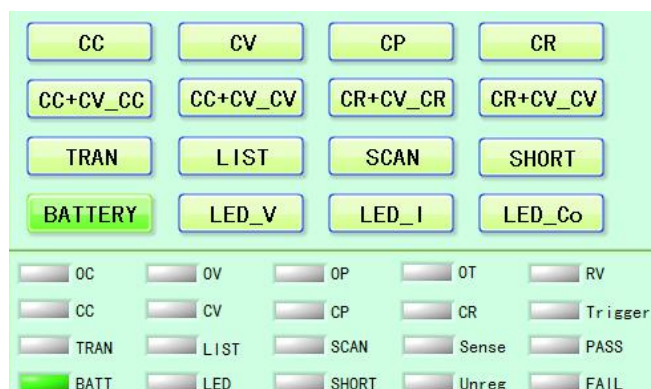 CC CV CP CR
CC+CV_CC CC+CV_CV CR+CV_CR CR+CV_CV
TRAN LIST SCAN SHORT
BATTERY LED_V LED_I LED_Co
OC OV OP OT RV
CC CV CP CR Trigger
TRAN LIST SCAN Sense PASS
BATT LED SHORT Unreg FAIL